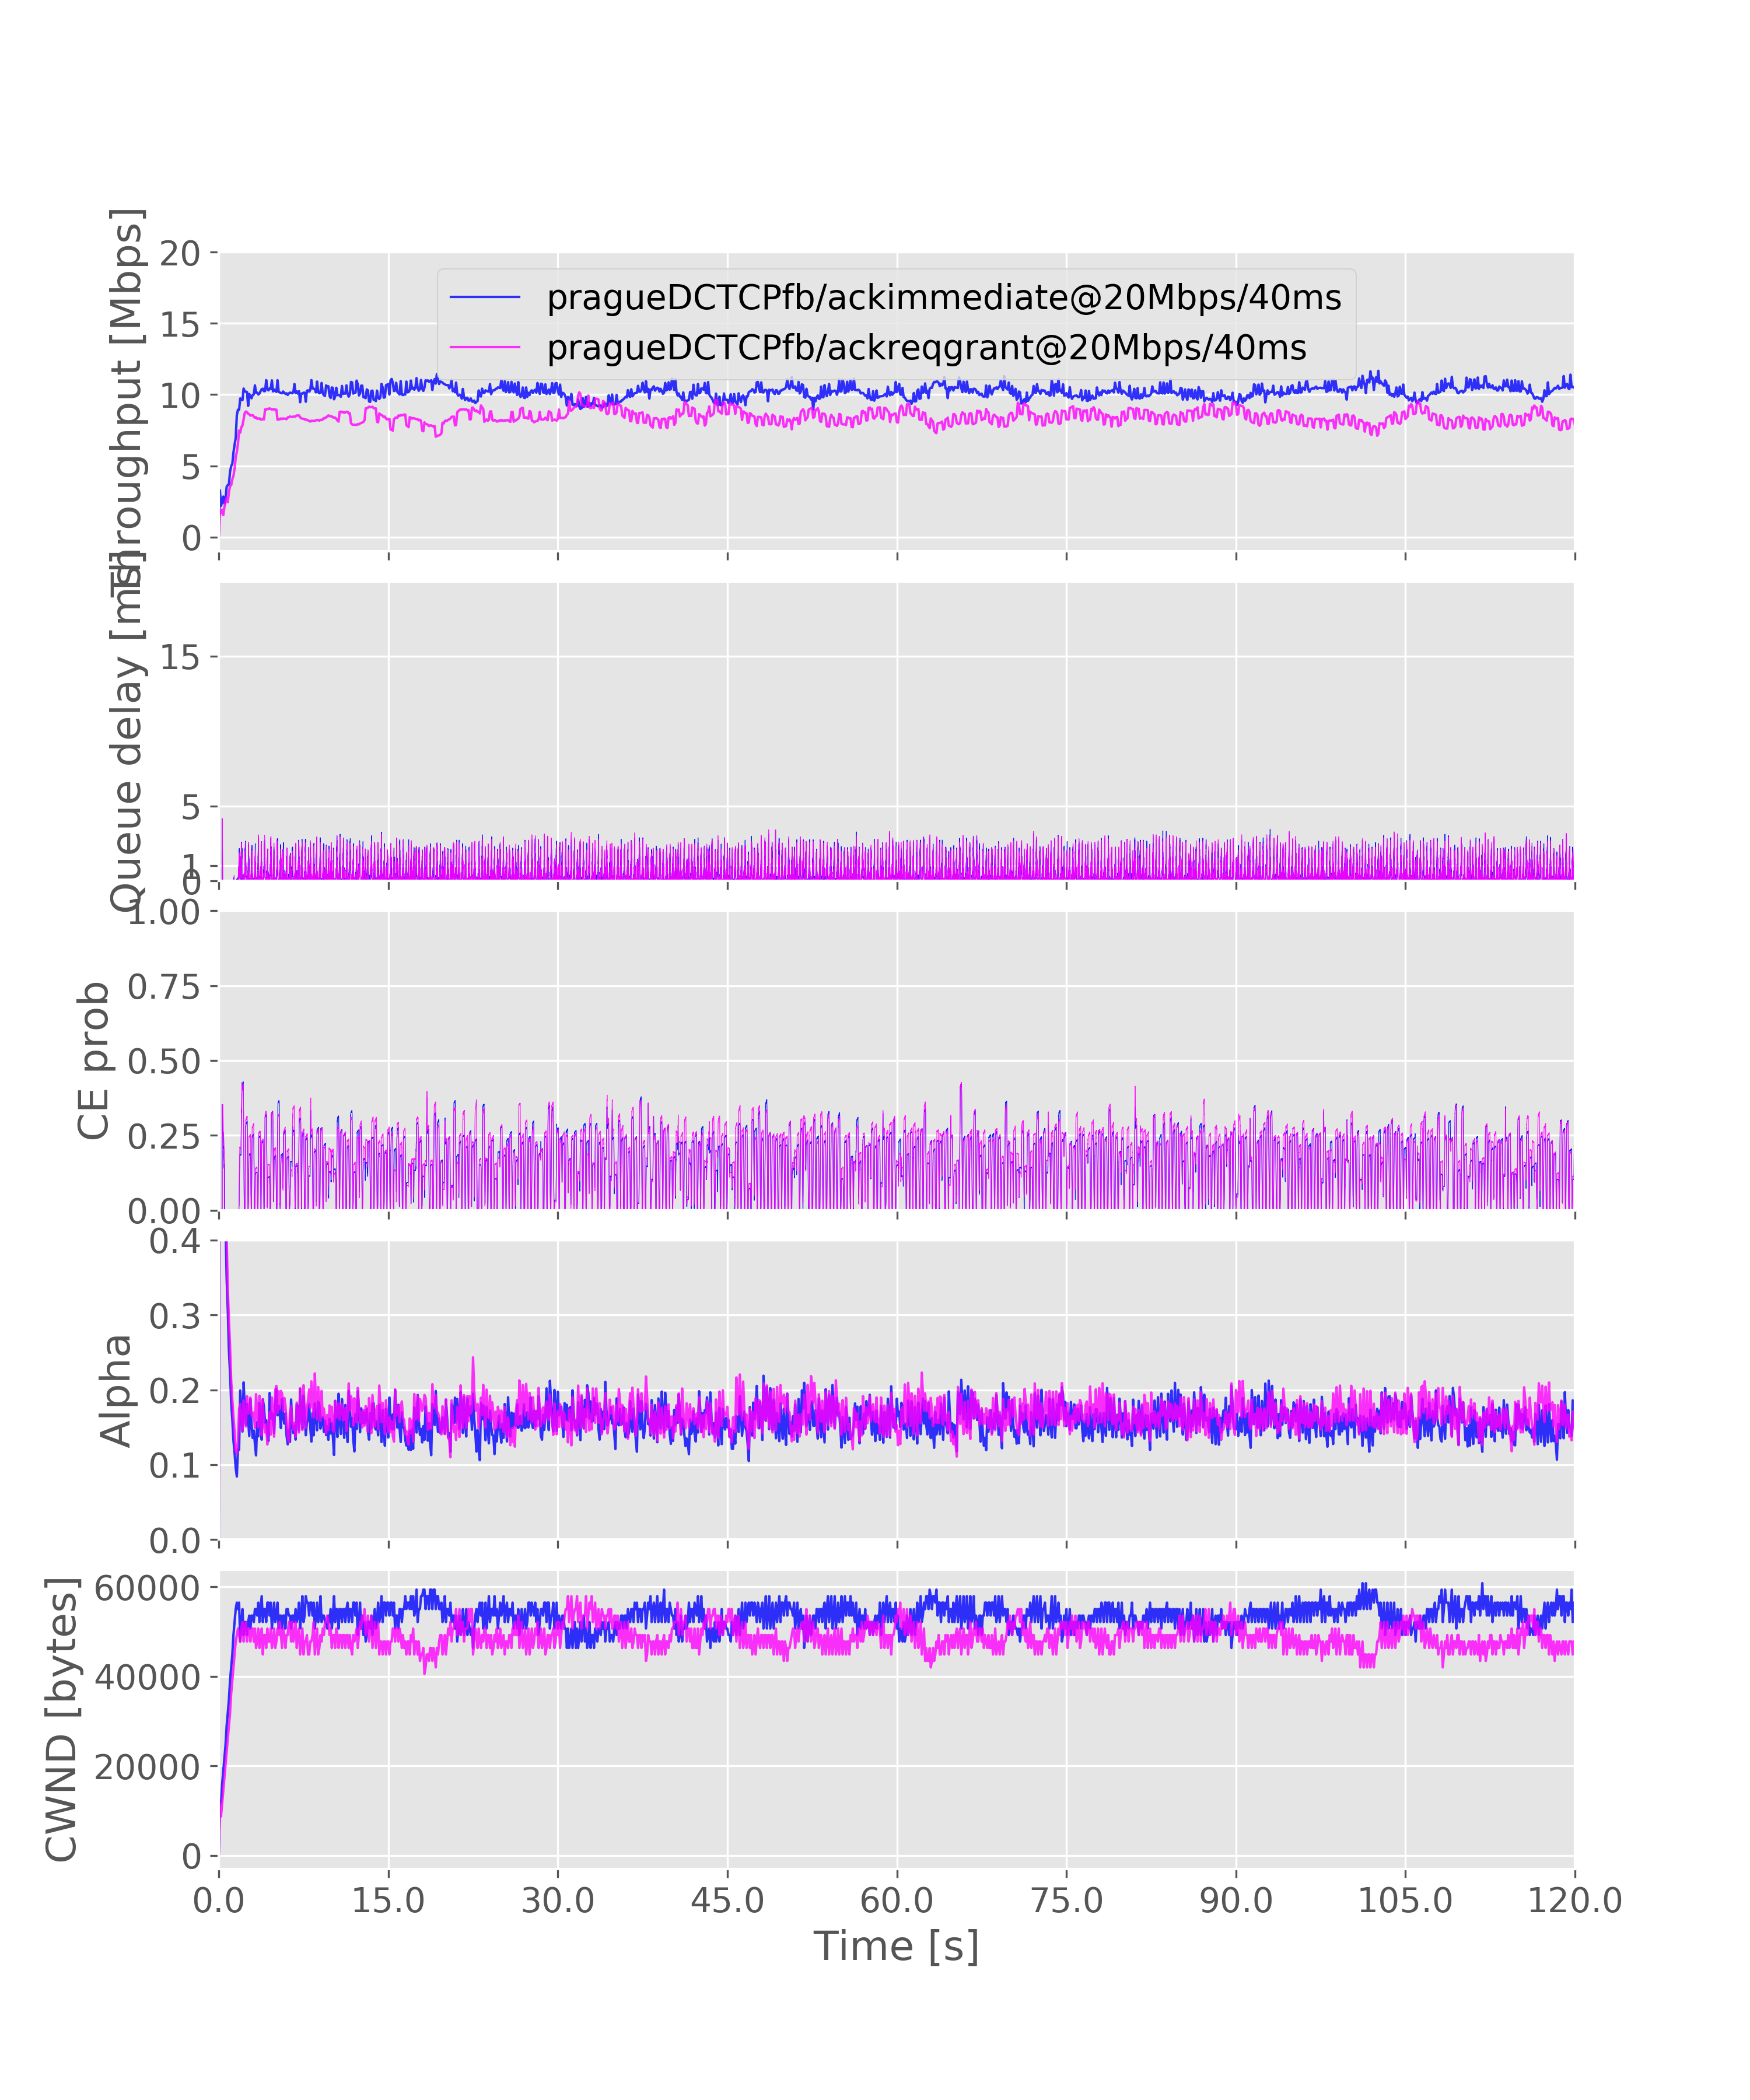 Throughput [Mbps]
20
15
10
5
0
pragueDCTCPfb/ackimmediate@20Mbps/40ms
pragueDCTCPfb/ackreqgrant@20Mbps/40ms
Queue delay [ms]
15
5
1
0
CE prob
1.00
0.75
0.50
0.25
0.00
Alpha
0.4
0.3
0.2
0.1
0.0
CWND [bytes]
60000
40000
20000
0
0.0 15.0 30.0 45.0 60.0 75.0 90.0 105.0 120.0
Time [s]